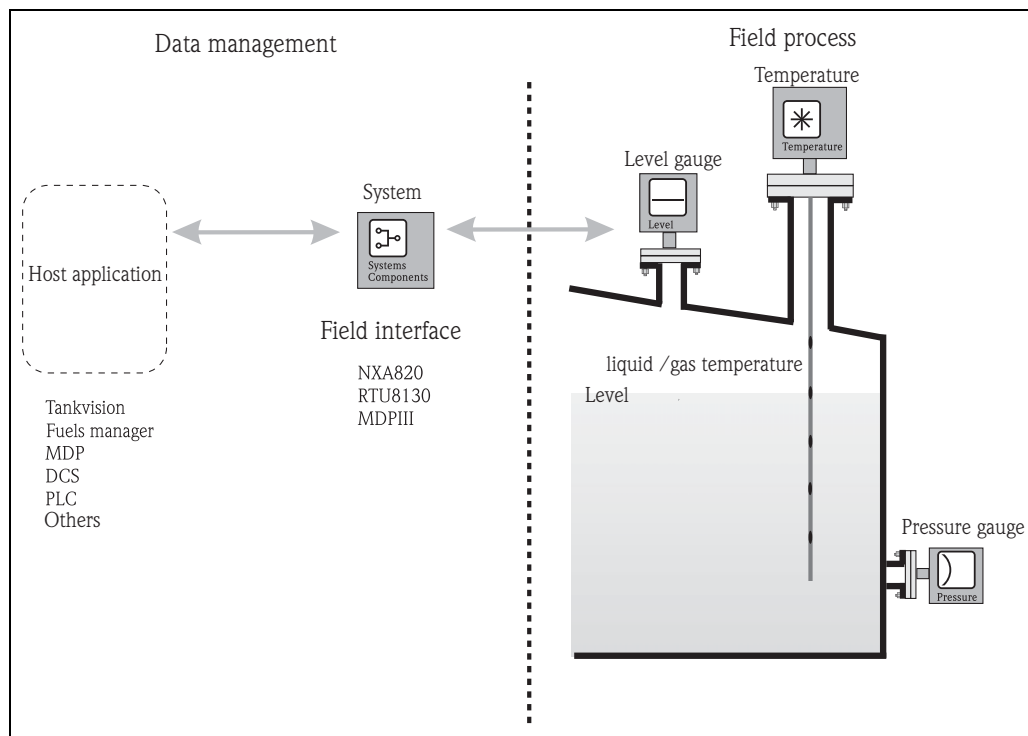 Data management
Field process
Temperature
Temperature
Level gauge
Level
System
Systems
Components
Host application
Field interface
NXA820
RTU8130
MDPIII
Tankvision
Fuels manager
MDP
DCS
PLC
Others
liquid /gas temperature
Level
Pressure gauge
Pressure